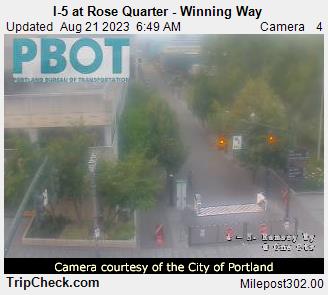 I-5 at Rose Quarter - Winning Way
Updated Aug 21 2023 6:49 AM Camera 4
PBOT
PORTLAND BUREAU OF TRANSPORTATION
Camera courtesy of the City of Portland
TripCheck.com Milepost302.00